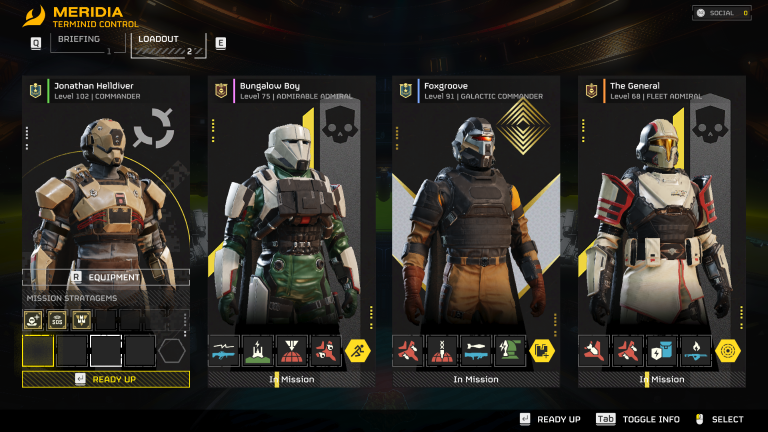 MERIDIA
TERMINID CONTROL
SOCIAL 0
Q BRIEFING 1 LOADOUT 2 E
Jonathan Helldiver
Level 102 | COMMANDER
Bungalow Boy
Level 75 | ADMIRABLE ADMIRAL
Foxgroove
Level 91 | GALACTIC COMMANDER
The General
Level 68 | FLEET ADMIRAL
R EQUIPMENT
MISSION STRATAGEMS
SOS
READY UP
In Mission
In Mission
In Mission
READY UP Tab TOGGLE INFO SELECT